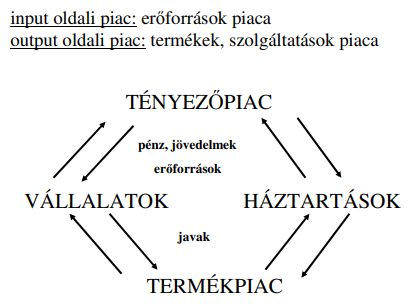 input oldali piac: erőforrások piaca
output oldali piac: termékek, szolgáltatások piaca
TÉNYEZŐPIAC
pénz, jövedelmek
erőforrások
VÁLLALATOK HÁZTARTÁSOK
javak
TERMÉKPIAC